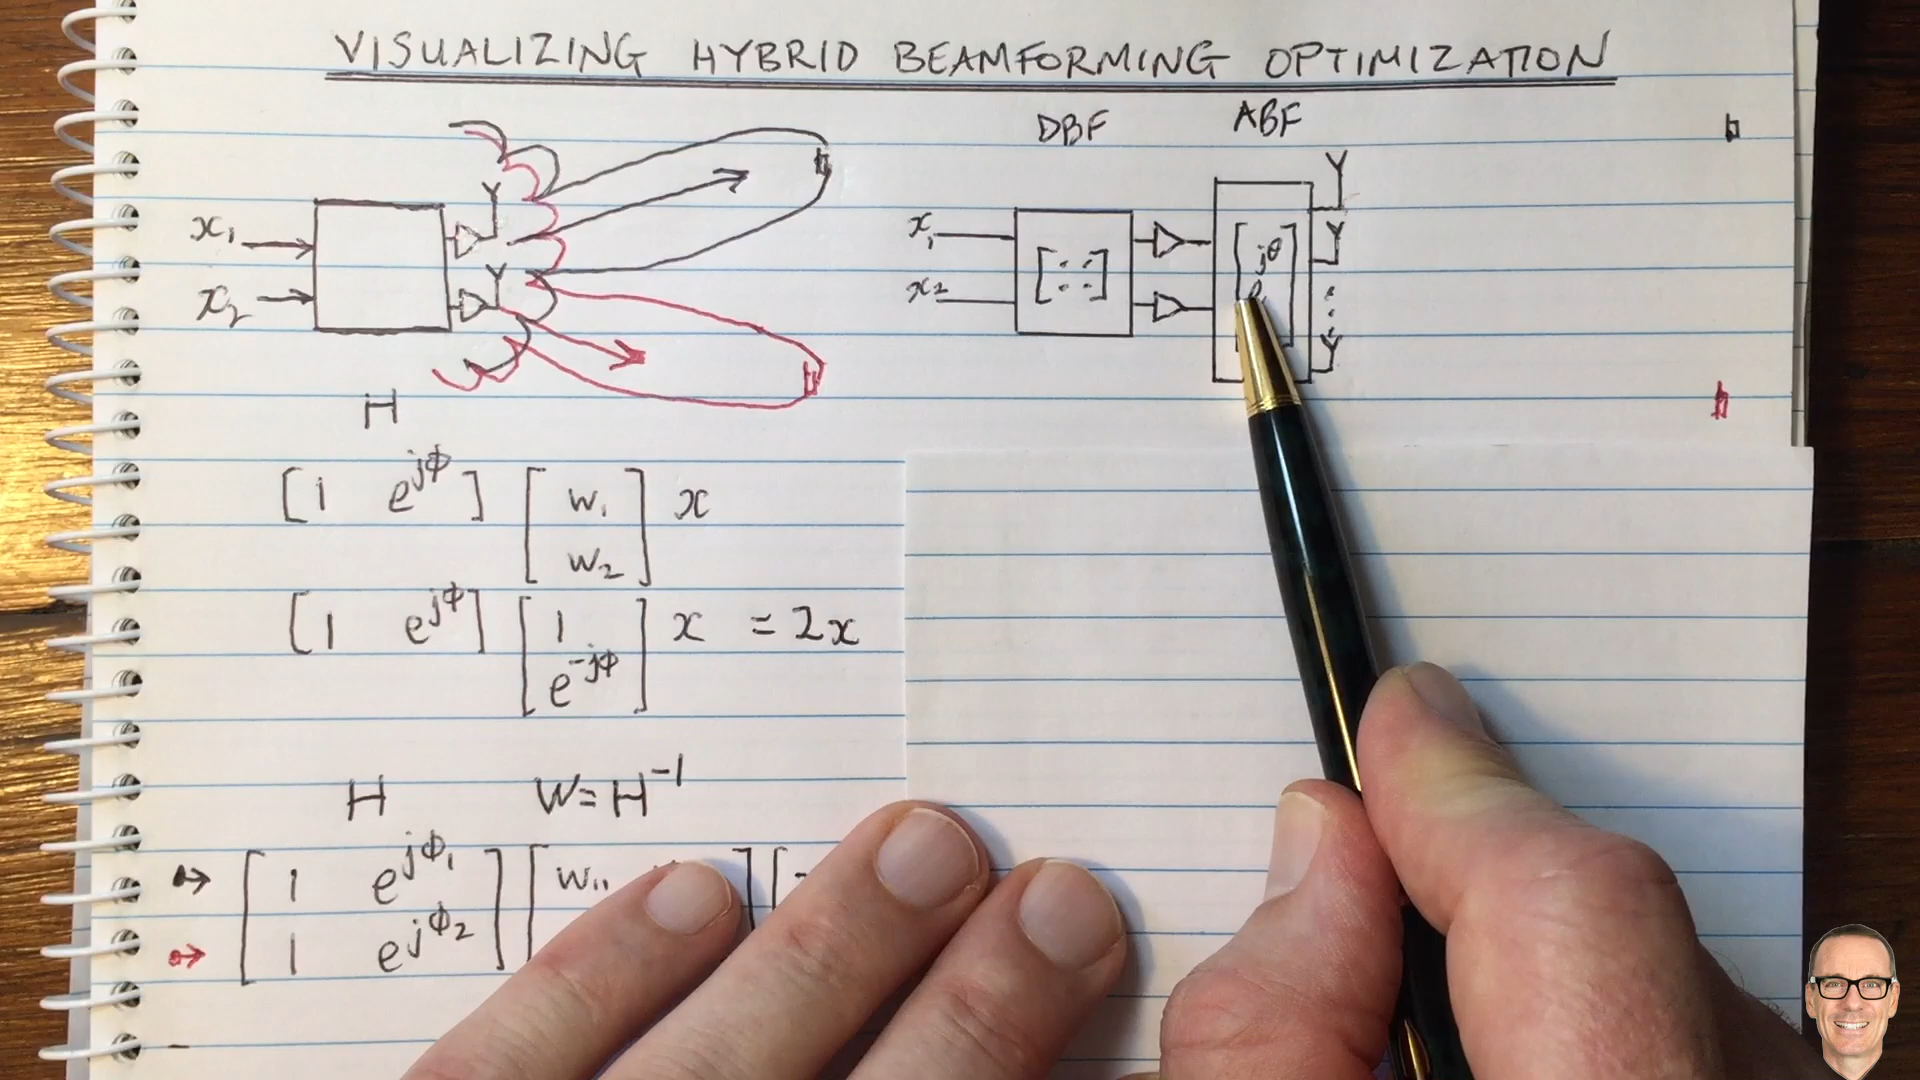 VISUALIZING HYBRID BEAMFORMING OPTIMIZATION
DBF ABF
x₁
x₂
x₁
x₂
[∶∶]
jθ
H
[1 e^{jϕ}] [w₁ w₂] x
[1 e^{jϕ}] [1 e^{-jϕ}] x = 2x
H W=H⁻¹
[1 e^{jϕ₁}] [w₁₁
1 e^{jϕ₂}]